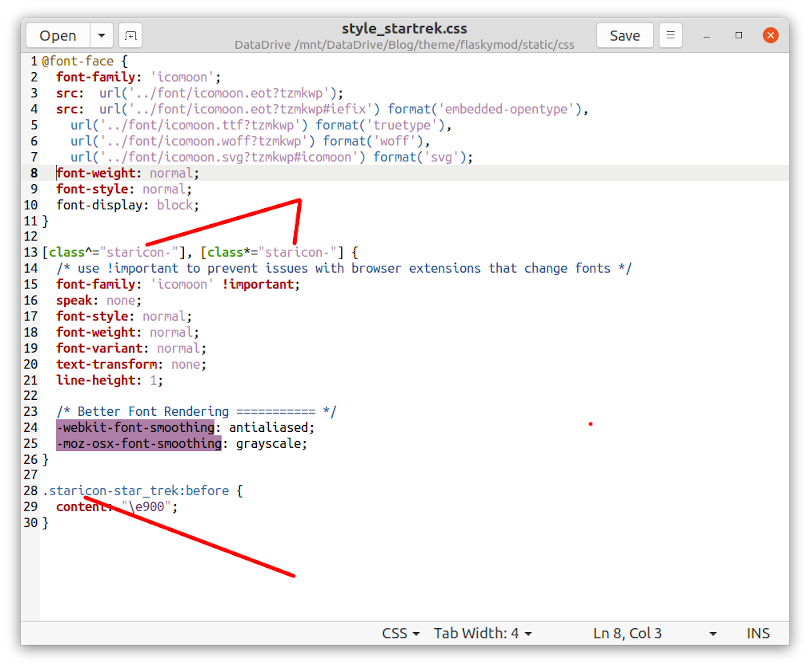 Open
style_startrek.css
DataDrive /mnt/DataDrive/Blog/theme/flaskymod/static/css
Save
1 @font-face {
2   font-family: 'icomoon';
3   src:  url('../font/icomoon.eot?tzmkwp');
4   src:  url('../font/icomoon.eot?tzmkwp#iefix') format('embedded-opentype'),
5     url('../font/icomoon.ttf?tzmkwp') format('truetype'),
6     url('../font/icomoon.woff?tzmkwp') format('woff'),
7     url('../font/icomoon.svg?tzmkwp#icomoon') format('svg');
8   font-weight: normal;
9   font-style: normal;
10   font-display: block;
11 }
12
13 [class^="staricon-"], [class*="staricon-"] {
14   /* use !important to prevent issues with browser extensions that change fonts */
15   font-family: 'icomoon' !important;
16   speak: none;
17   font-style: normal;
18   font-weight: normal;
19   font-variant: normal;
20   text-transform: none;
21   line-height: 1;
22
23   /* Better Font Rendering =========== */
24   -webkit-font-smoothing: antialiased;
25   -moz-osx-font-smoothing: grayscale;
26 }
27
28 .staricon-star_trek:before {
29   content: "\e900";
30 }
CSS Tab Width: 4 Ln 8, Col 3 INS